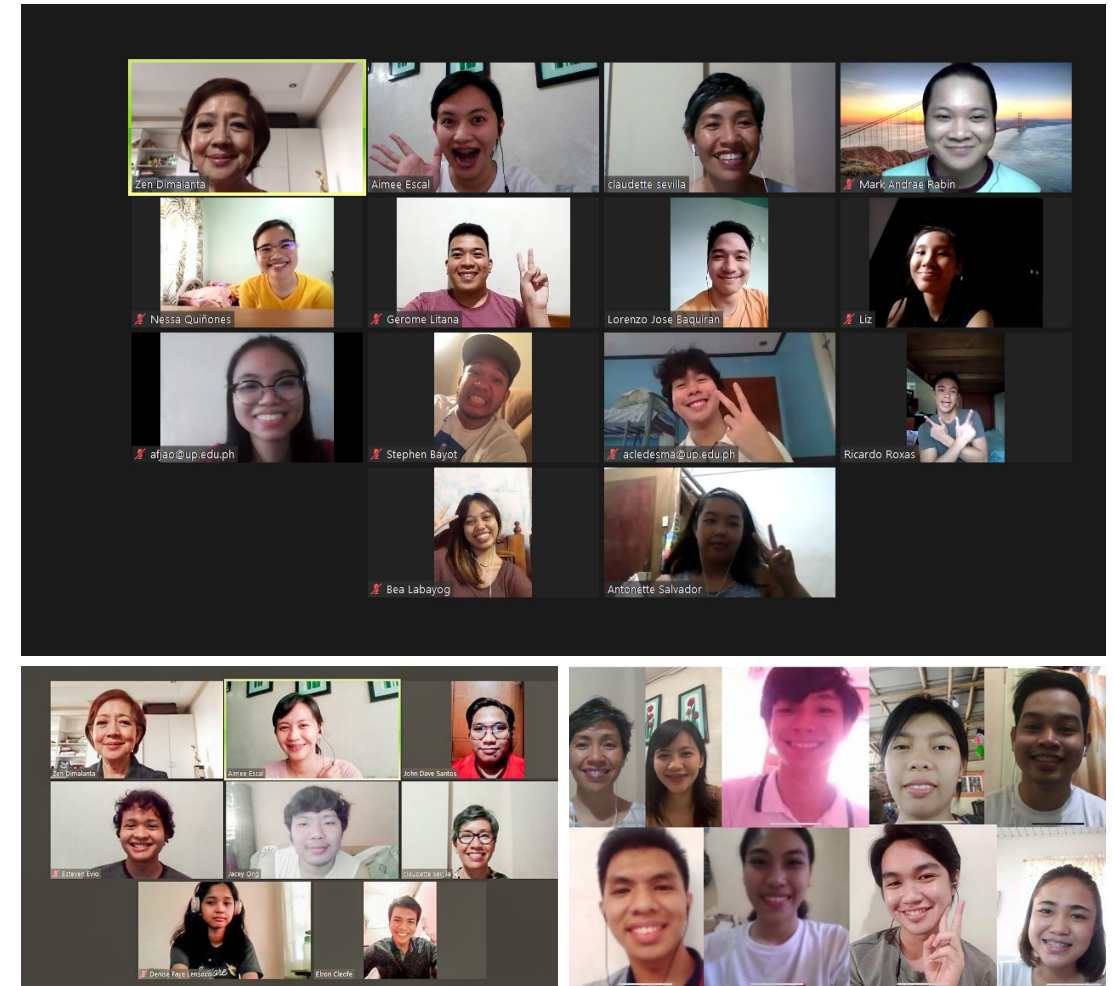 Zen Dimalanta
Aimee Escal
claudette sevilla
Mark Andrae Rabin
Nessa Quiñones
Gerome Litana
Lorenzo Jose Baquiran
Liz
afjao@up.edu.ph
Stephen Bayot
acledesma@up.edu.ph
Ricardo Roxas
Bea Labayog
Antonette Salvador
Zen Dimalanta
Aimee Escal
John Dave Santos
Esteven Evio
Jacey Ong
claudette sevilla
Denise Faye Lensoco
Elron Cleofe